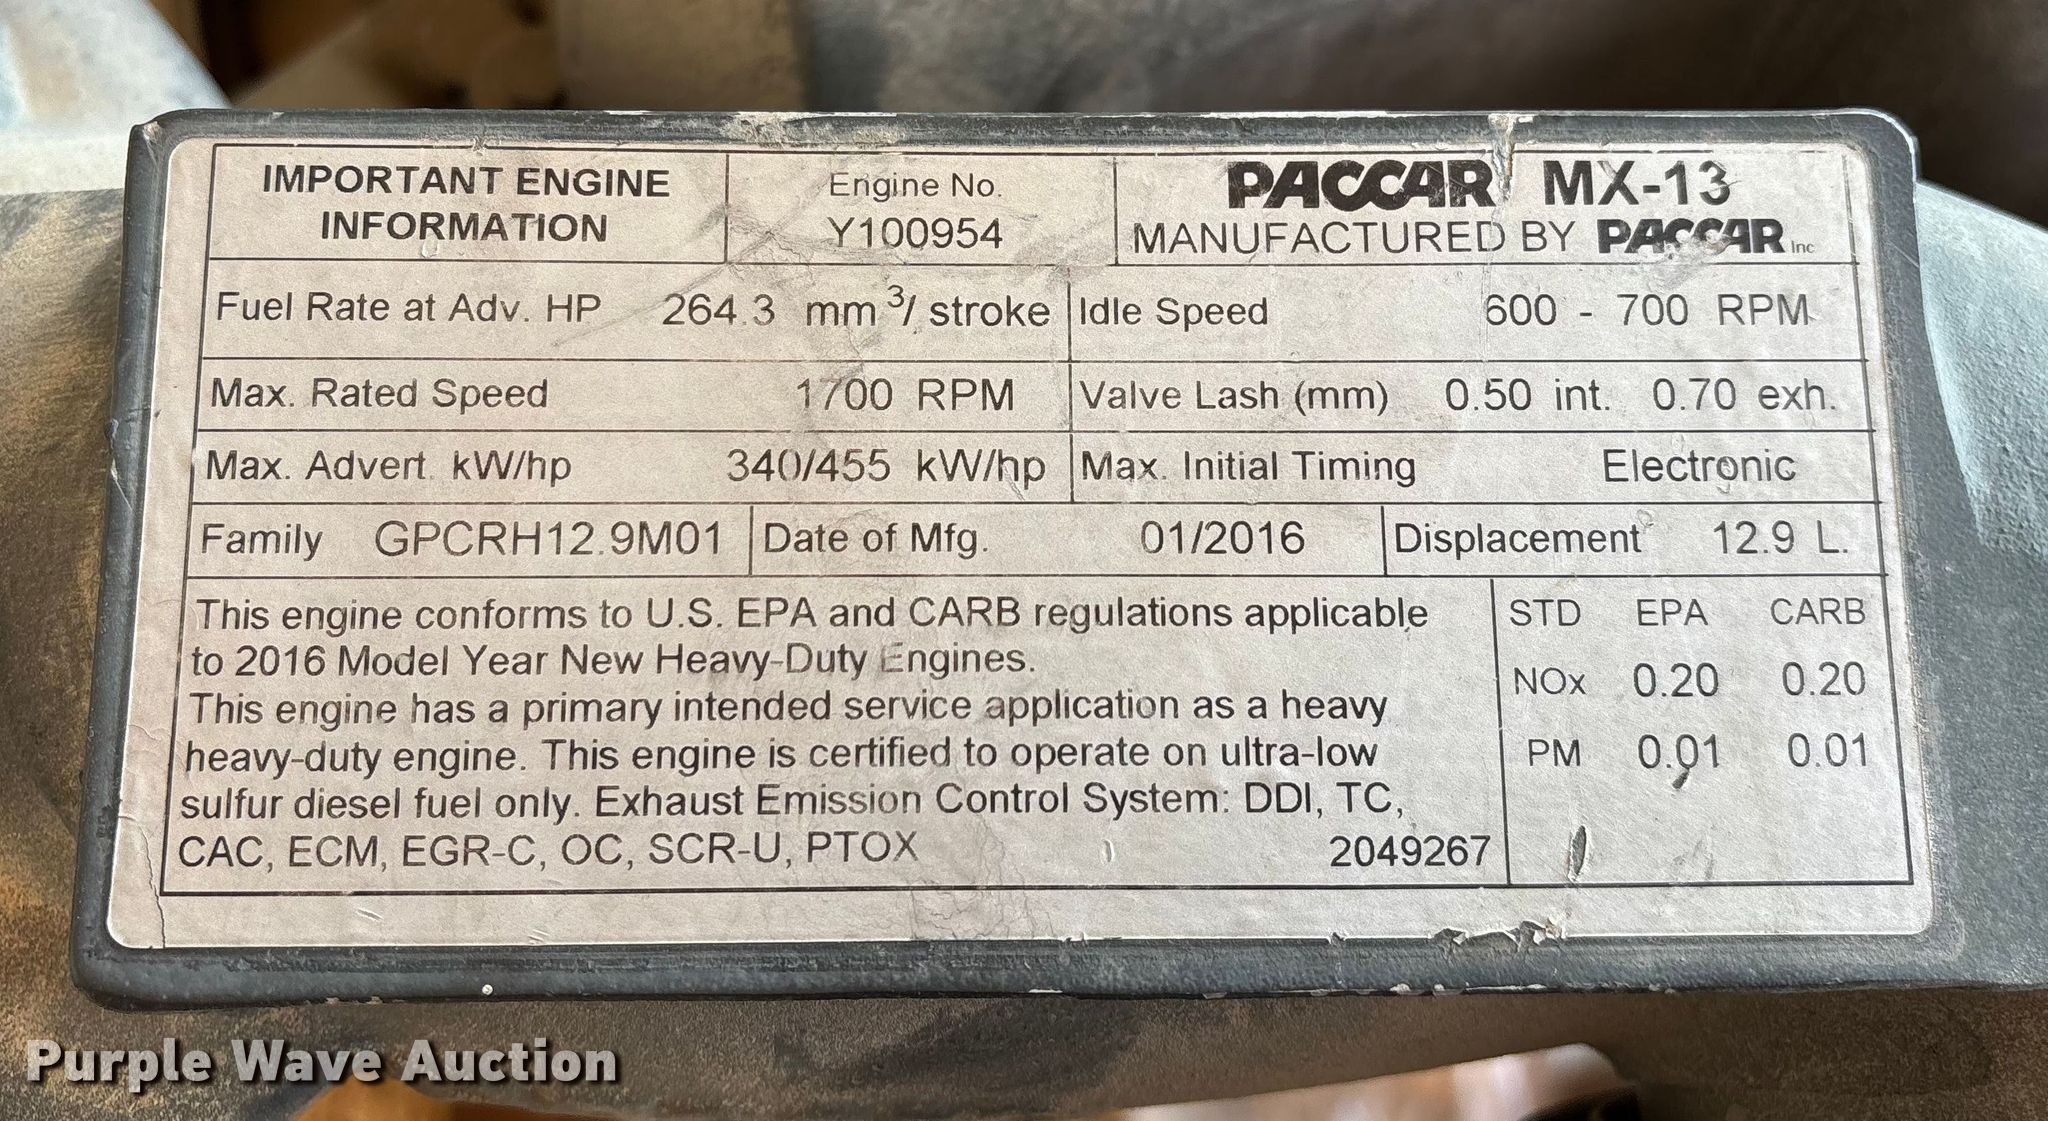 IMPORTANT ENGINE
INFORMATION
Engine No.
Y100954
PACCAR MX-13
MANUFACTURED BY PACCAR Inc
Fuel Rate at Adv. HP 264.3 mm³/ stroke
Idle Speed 600 - 700 RPM
Max. Rated Speed 1700 RPM
Valve Lash (mm) 0.50 int. 0.70 exh.
Max. Advert. kW/hp 340/455 kW/hp
Max. Initial Timing Electronic
Family GPCRH12.9M01
Date of Mfg. 01/2016
Displacement 12.9 L.
This engine conforms to U.S. EPA and CARB regulations applicable
to 2016 Model Year New Heavy-Duty Engines.
This engine has a primary intended service application as a heavy
heavy-duty engine. This engine is certified to operate on ultra-low
sulfur diesel fuel only. Exhaust Emission Control System: DDI, TC,
CAC, ECM, EGR-C, OC, SCR-U, PTOX 2049267
STD EPA CARB
NOx 0.20 0.20
PM 0.01 0.01
Purple Wave Auction